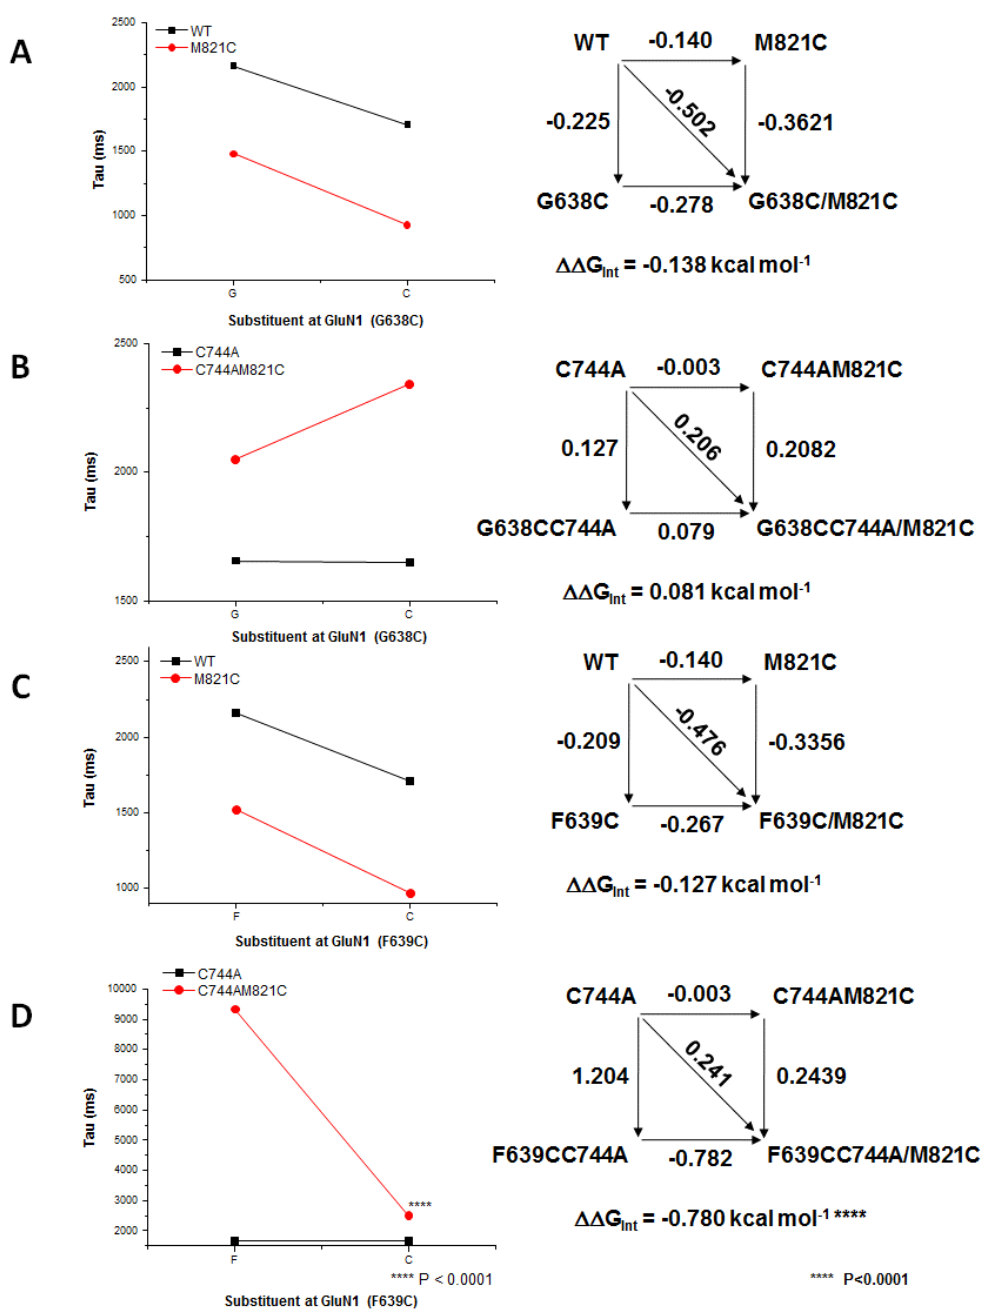 A
WT
M821C
2500
2000
1500
1000
500
Tau (ms)
G
C
Substituent at GluN1 (G638C)
WT
-0.140
M821C
-0.225
-0.502
-0.3621
G638C
-0.278
G638C/M821C
ΔΔG_Int = -0.138 kcal mol⁻¹
B
C744A
C744AM821C
2500
2000
1500
Tau (ms)
G
C
Substituent at GluN1 (G638C)
C744A
-0.003
C744AM821C
0.127
0.206
0.2082
G638CC744A
0.079
G638CC744A/M821C
ΔΔG_Int = 0.081 kcal mol⁻¹
C
WT
M821C
2500
2000
1500
1000
Tau (ms)
F
C
Substituent at GluN1 (F639C)
WT
-0.140
M821C
-0.209
-0.476
-0.3356
F639C
-0.267
F639C/M821C
ΔΔG_Int = -0.127 kcal mol⁻¹
D
C744A
C744AM821C
10000
9000
8000
7000
6000
5000
4000
3000
2000
Tau (ms)
****
F
C
**** P < 0.0001
Substituent at GluN1 (F639C)
C744A
-0.003
C744AM821C
1.204
0.241
0.2439
F639CC744A
-0.782
F639CC744A/M821C
ΔΔG_Int = -0.780 kcal mol⁻¹ ****
**** P<0.0001